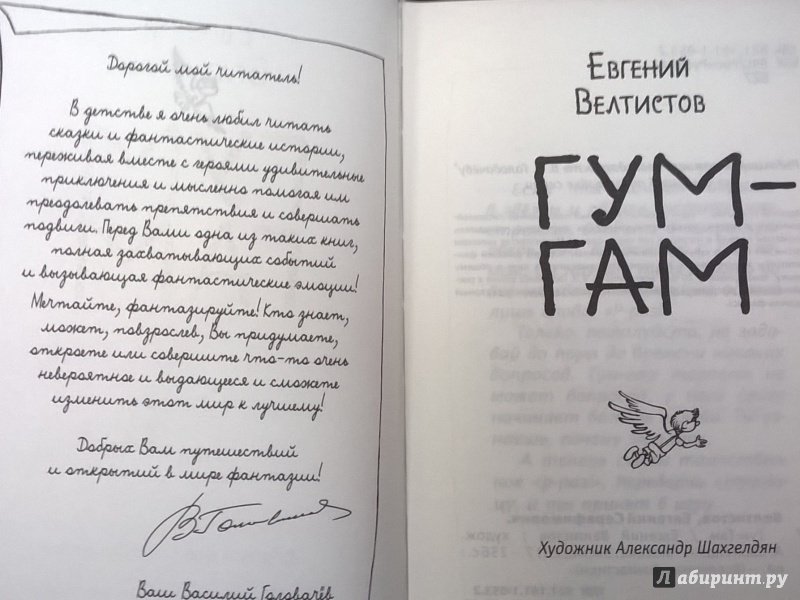 Дорогой мой читатель!
В детстве я очень любил читать
сказки и фантастические истории,
переживая вместе с героями удивительные
приключения и мысленно помогая им
преодолевать препятствия и совершать
подвиги. Перед Вами одна из таких книг,
полная захватывающих событий
и вызывающая фантастические эмоции!
Мечтайте, фантазируйте! Кто знает,
может, повзрослев, Вы придумаете,
откроете или совершите что-то очень
невероятное и выдающееся и сможете
изменить этот мир к лучшему!
Добрых Вам путешествий
и открытий в мире фантазии!
Ваш Василий Головачёв
Евгений
Велтистов
ГУМ-
ГАМ
Художник Александр Шахгелдян
Лабиринт.ру